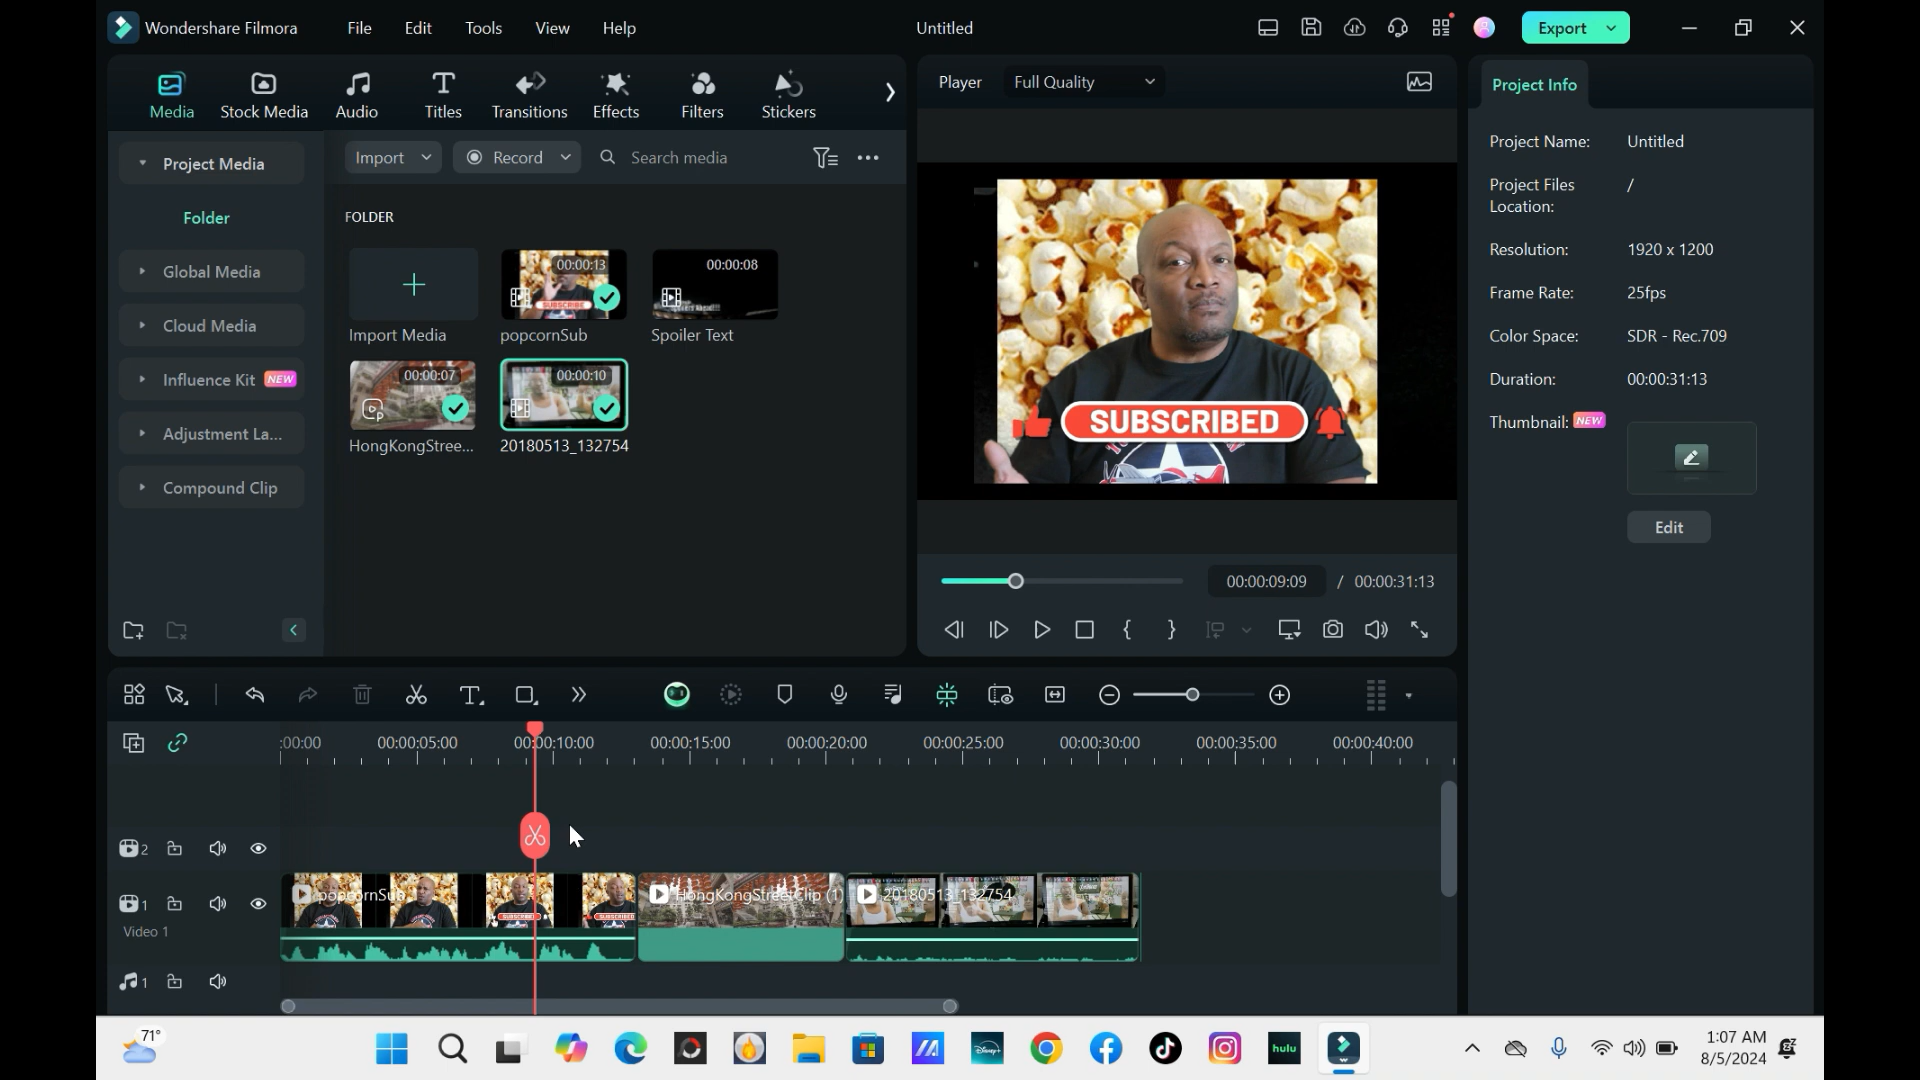 Wondershare Filmora
File
Edit
Tools
View
Help
Untitled
Export
Media
Stock Media
Audio
Titles
Transitions
Effects
Filters
Stickers
Player
Full Quality
Project Info
Project Media
Folder
Global Media
Cloud Media
Influence Kit NEW
Adjustment La...
Compound Clip
Import
Record
Search media
FOLDER
Import Media
00:00:13
popcornSub
00:00:08
Spoiler Text
00:00:07
HongKongStree...
00:00:10
20180513_132754
SUBSCRIBED
00:00:09:09 / 00:00:31:13
Project Name: Untitled
Project Files
Location: /
Resolution: 1920 x 1200
Frame Rate: 25fps
Color Space: SDR - Rec.709
Duration: 00:00:31:13
Thumbnail: NEW
Edit
:00:00
00:00:05:00
00:00:10:00
00:00:15:00
00:00:20:00
00:00:25:00
00:00:30:00
00:00:35:00
00:00:40:00
2
1
Video 1
popcornSub
HongKongStreetClip (1)
20180513_132754
1
71°
Disney+
hulu
1:07 AM
8/5/2024